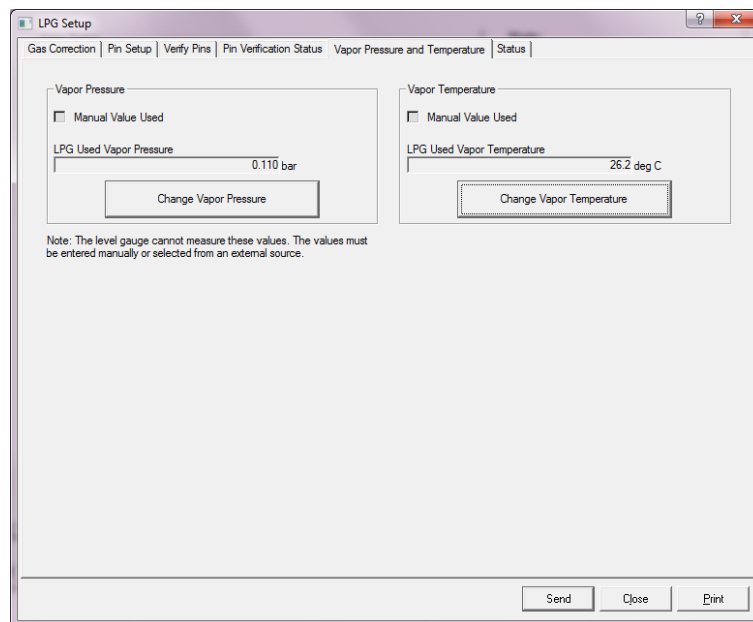 LPG Setup
Gas Correction
Pin Setup
Verify Pins
Pin Verification Status
Vapor Pressure and Temperature
Status
Vapor Pressure
Manual Value Used
LPG Used Vapor Pressure
0.110 bar
Change Vapor Pressure
Vapor Temperature
Manual Value Used
LPG Used Vapor Temperature
26.2 deg C
Change Vapor Temperature
Note: The level gauge cannot measure these values. The values must
be entered manually or selected from an external source.
Send
Close
Print